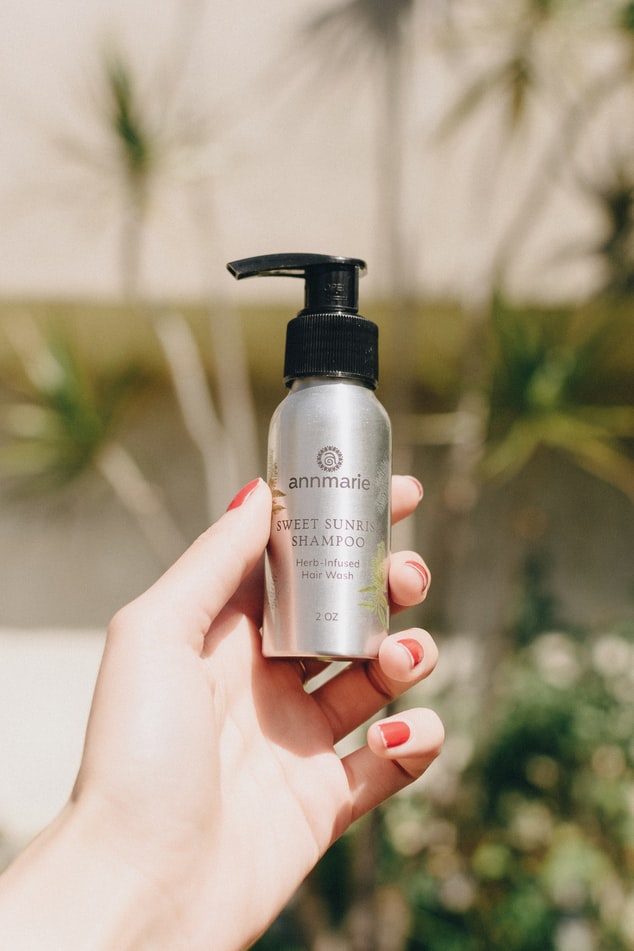 annmarie
SWEET SUNRIS
SHAMPOO
Herb-Infused
Hair Wash
2 OZ